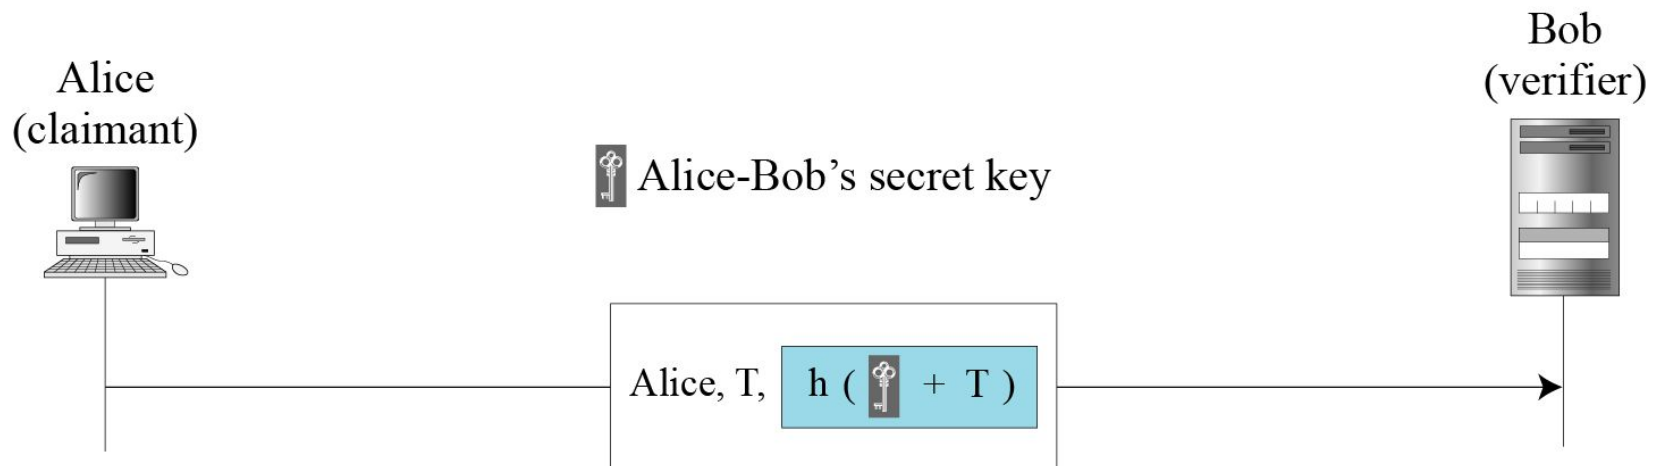 Alice
(claimant)
Bob
(verifier)
Alice-Bob’s secret key
Alice, T, h ( + T )